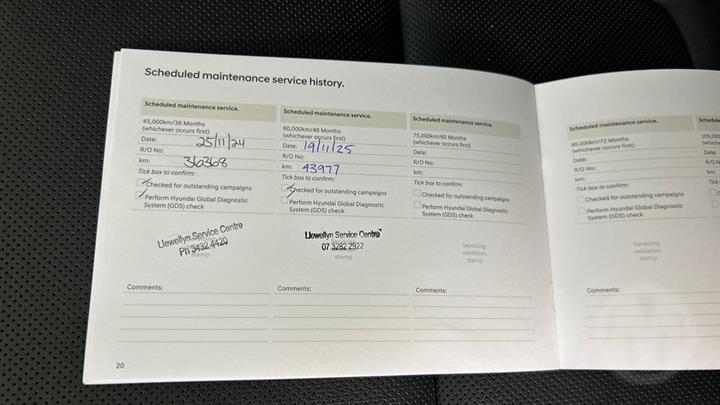 Scheduled maintenance service history.
Scheduled maintenance service.
45,000km/36 Months
(whichever occurs first)
Date: 25/11/24
R/O No:
km: 36368
Tick box to confirm:
Checked for outstanding campaigns
Perform Hyundai Global Diagnostic
System (GDS) check
Llewellyn Service Centre
Ph 3432 4420
stamp
Comments:
Scheduled maintenance service.
60,000km/48 Months
(whichever occurs first)
Date: 19/11/25
R/O No:
km: 43977
Tick box to confirm:
Checked for outstanding campaigns
Perform Hyundai Global Diagnostic
System (GDS) check
Llewellyn Service Centre
07 3282 2922
stamp
Comments:
Scheduled maintenance service.
75,000km/60 Months
(whichever occurs first)
Date:
R/O No:
km:
Tick box to confirm:
Checked for outstanding campaigns
Perform Hyundai Global Diagnostic
System (GDS) check
Servicing
validation
stamp
Comments:
20
Scheduled maintenance service.
90,000km/72 Months
(whichever occurs first)
Date:
R/O No:
km:
Tick box to confirm:
Checked for outstanding campaigns
Perform Hyundai Global Diagnostic
System (GDS) check
Servicing
validation
stamp
Comments: